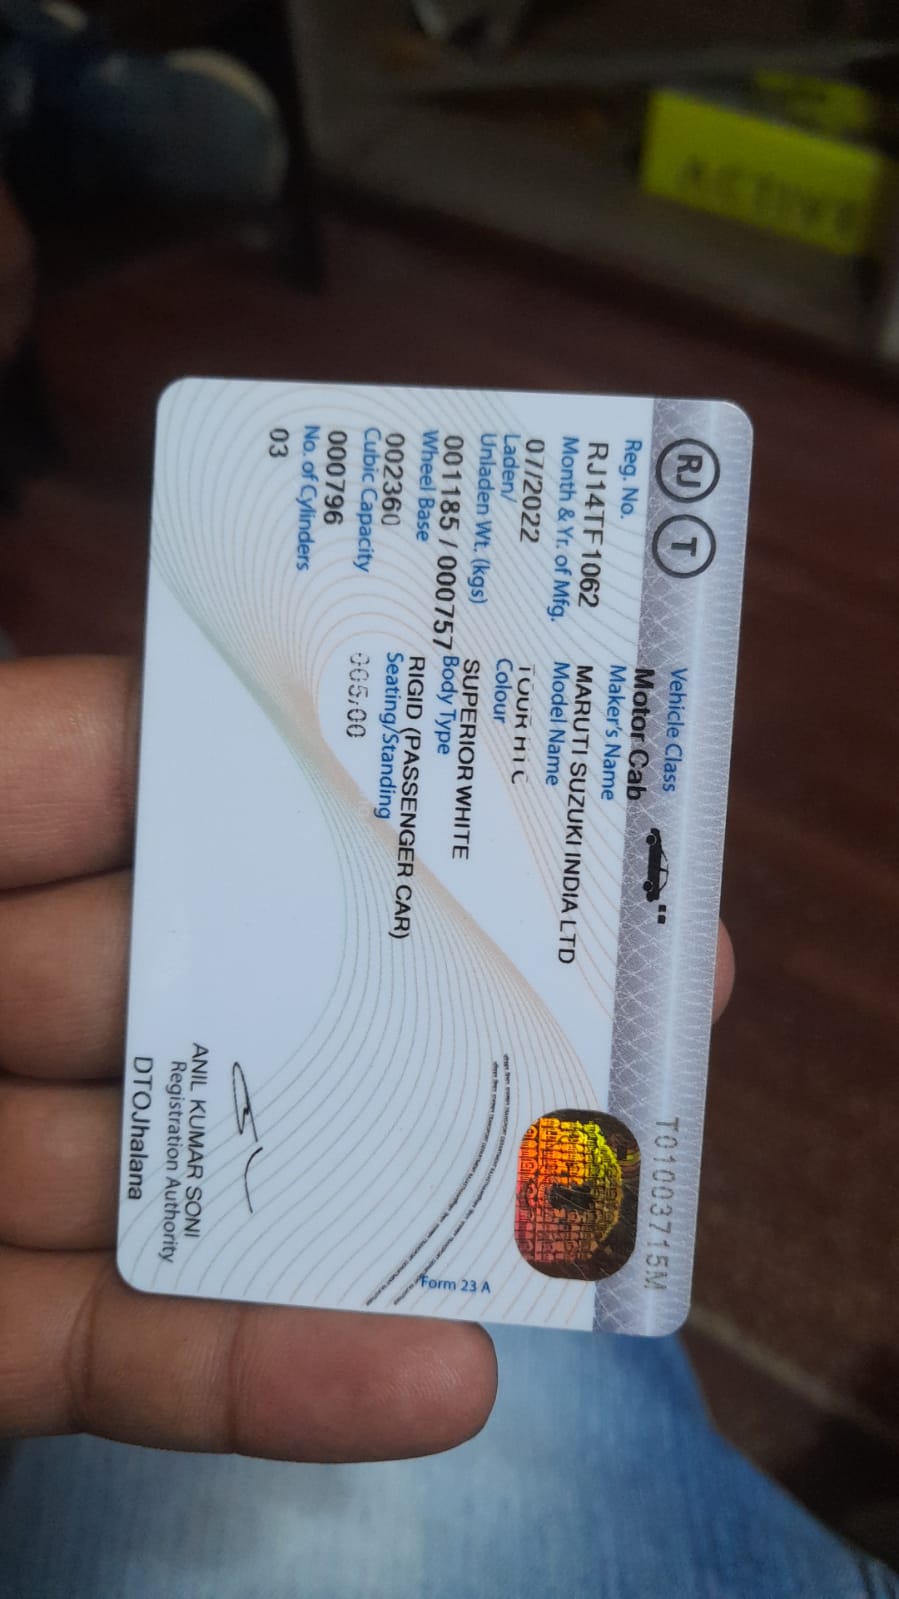 RJ T
Vehicle Class
Motor Cab
T01003715M
Reg. No.
RJ14TF1062
Maker's Name
MARUTI SUZUKI INDIA LTD
Month & Yr. of Mfg.
07/2022
Model Name
TOUR H1 C
Laden/
Unladen Wt. (kgs)
001185 / 000757
Colour
SUPERIOR WHITE
Wheel Base
002360
Body Type
RIGID (PASSENGER CAR)
Cubic Capacity
000796
Seating/Standing
005/00
No. of Cylinders
03
Form 23 A
ANIL KUMAR SONI
Registration Authority
DTOJhalana